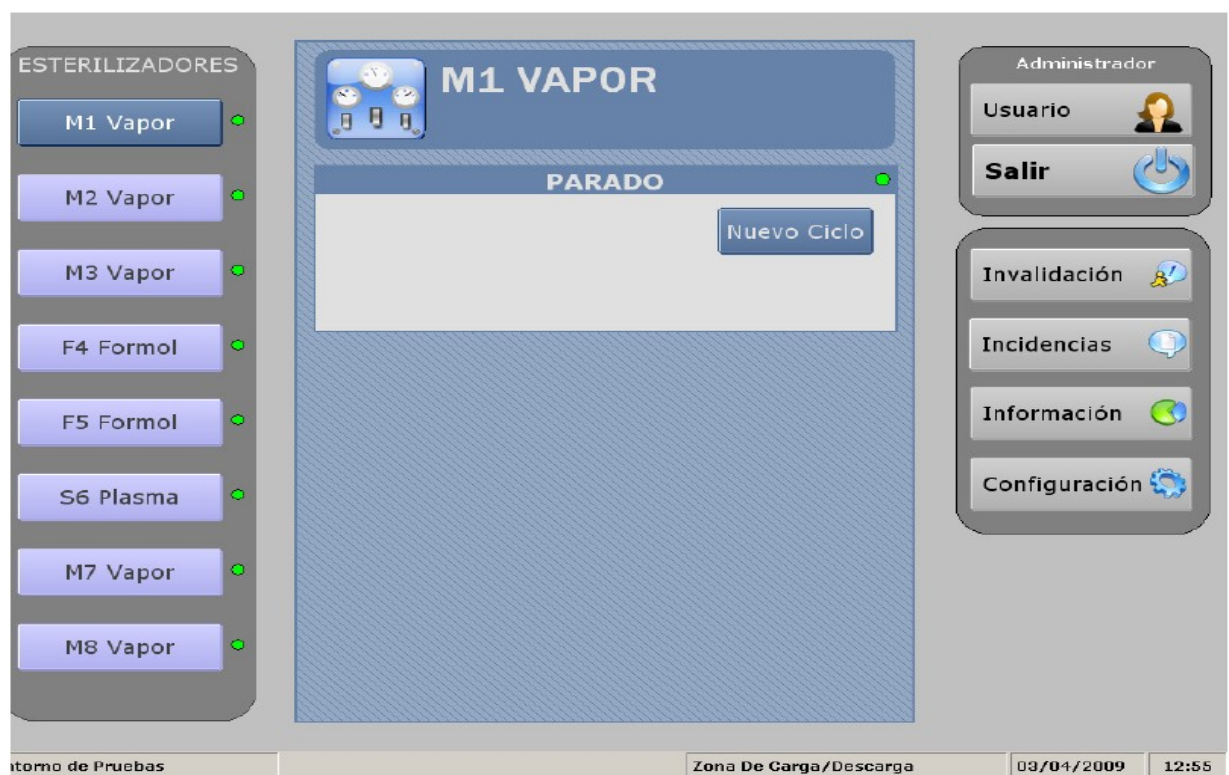 ESTERILIZADORES
M1 Vapor
M2 Vapor
M3 Vapor
F4 Formol
F5 Formol
S6 Plasma
M7 Vapor
M8 Vapor
M1 VAPOR
PARADO
Nuevo Ciclo
Administrador
Usuario
Salir
Invalidación
Incidencias
Información
Configuración
ntorno de Pruebas
Zona De Carga/Descarga
03/04/2009
12:55